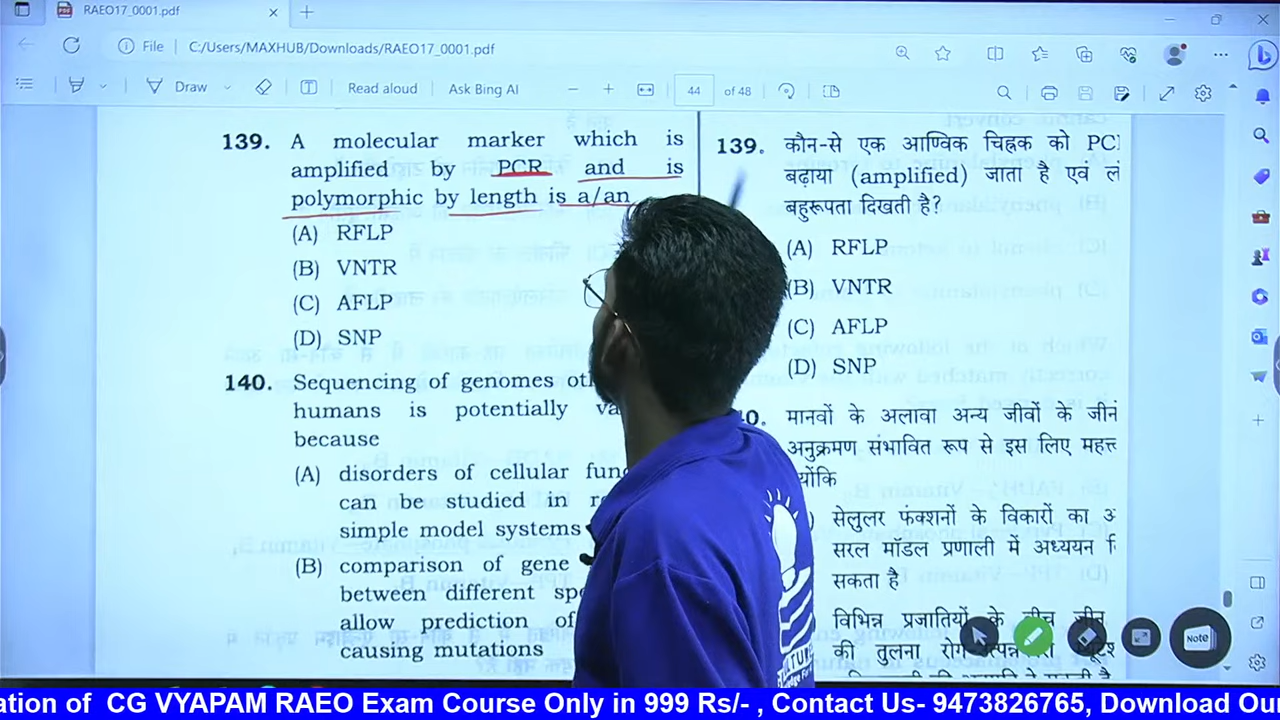 RAEO17_0001.pdf
File C:/Users/MAXHUB/Downloads/RAEO17_0001.pdf
Draw Read aloud Ask Bing AI 44 of 48
139. A molecular marker which is
amplified by PCR and is
polymorphic by length is a/an
(A) RFLP
(B) VNTR
(C) AFLP
(D) SNP
140. Sequencing of genomes
humans is potentially
because
(A) disorders of cellular
can be studied in
simple model systems
(B) comparison of gene
between different
allow prediction of
causing mutations
139. कौन-से एक आण्विक चिह्नक को
बढ़ाया (amplified) जाता है एवं
बहुरूपता दिखती है?
(A) RFLP
(B) VNTR
(C) AFLP
(D) SNP
मानवों के अलावा अन्य जीवों के
अनुक्रमण संभावित रूप से इस लिए
सेलुलर फंक्शनों के विकारों का
सरल मॉडल प्रणाली में अध्ययन
सकता है
विभिन्न प्रजातियों के बीच जीन
की तुलना
Note
ation of CG VYAPAM RAEO Exam Course Only in 999 Rs/- , Contact Us- 9473826765, Download Ou